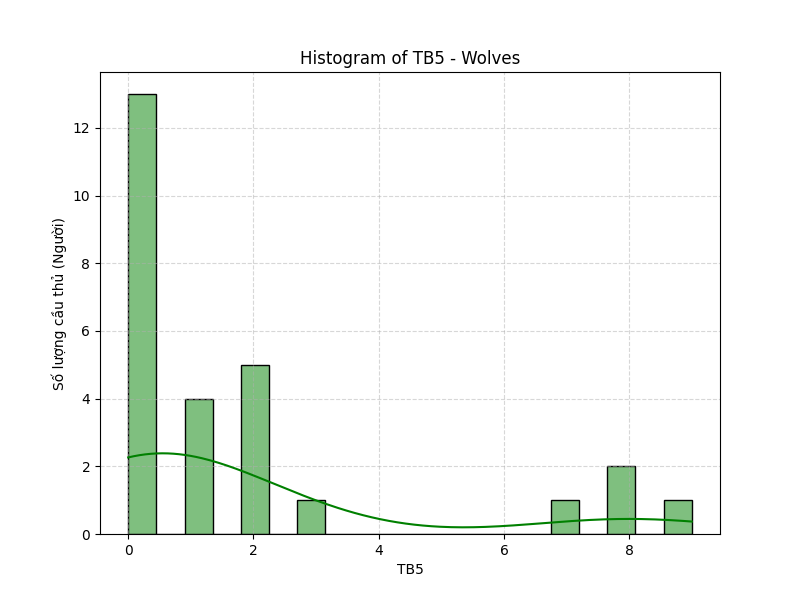 Histogram of TB5 - Wolves
Số lượng cầu thủ (Người)
12
10
8
6
4
2
0
0 2 4 6 8
TB5